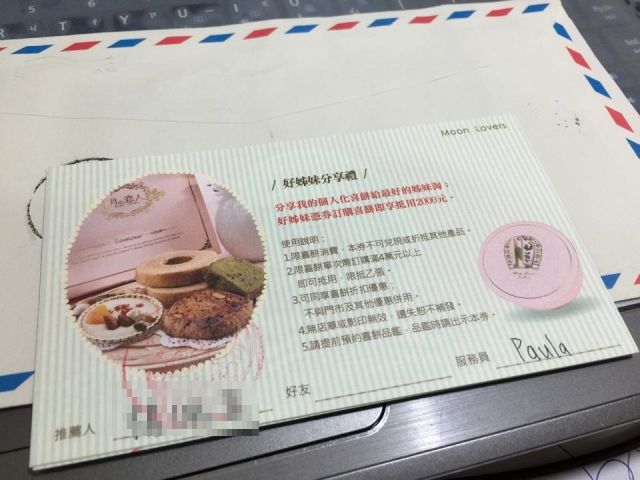 Moon Lovers
/ 好姊妹分享禮 /
分享我的個人化喜餅給最好的姊妹淘；
好姊妹憑券訂購喜餅即享抵用2000元。
使用說明：
1.限喜餅消費，本券不可兌現或折抵其他產品。
2.限喜餅單次需訂購滿4萬元以上
即可抵用，限抵乙張。
3.可同享喜餅折扣優惠；
不與門市及其他優惠併用。
4.無店章或影印無效，遺失恕不補發。
5.請提前預約喜餅品鑑，品鑑時請出示本券。
推薦人
好友
服務員 Paula
月之戀人